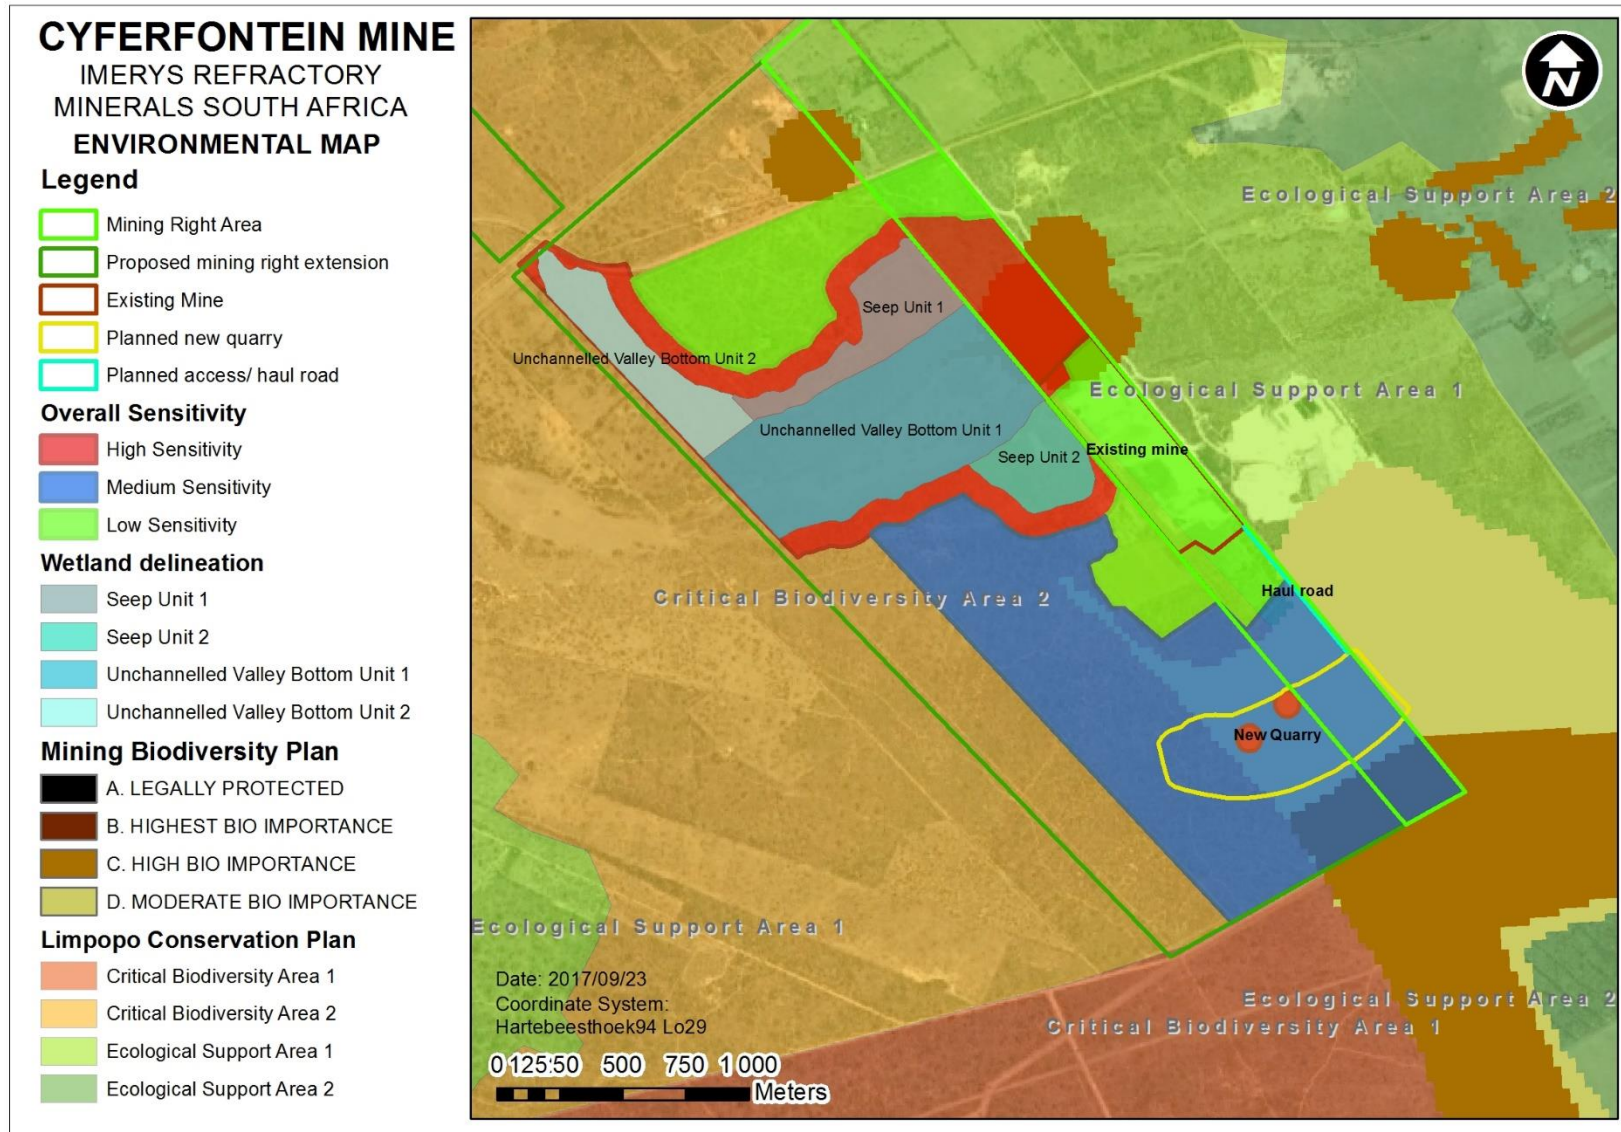 CYFERFONTEIN MINE
IMERYS REFRACTORY
MINERALS SOUTH AFRICA
ENVIRONMENTAL MAP
Legend
Mining Right Area
Proposed mining right extension
Existing Mine
Planned new quarry
Planned access/ haul road
Overall Sensitivity
High Sensitivity
Medium Sensitivity
Low Sensitivity
Wetland delineation
Seep Unit 1
Seep Unit 2
Unchannelled Valley Bottom Unit 1
Unchannelled Valley Bottom Unit 2
Mining Biodiversity Plan
A. LEGALLY PROTECTED
B. HIGHEST BIO IMPORTANCE
C. HIGH BIO IMPORTANCE
D. MODERATE BIO IMPORTANCE
Limpopo Conservation Plan
Critical Biodiversity Area 1
Critical Biodiversity Area 2
Ecological Support Area 1
Ecological Support Area 2
N
Ecological Support Area 2
Seep Unit 1
Unchannelled Valley Bottom Unit 2
Ecological Support Area 1
Unchannelled Valley Bottom Unit 1
Existing mine
Seep Unit 2
Haul road
Critical Biodiversity Area 2
New Quarry
Ecological Support Area 1
Date: 2017/09/23
Coordinate System:
Hartebeesthoek94 Lo29
Ecological Support Area 2
Critical Biodiversity Area 1
0 125 250 500 750 1 000
Meters